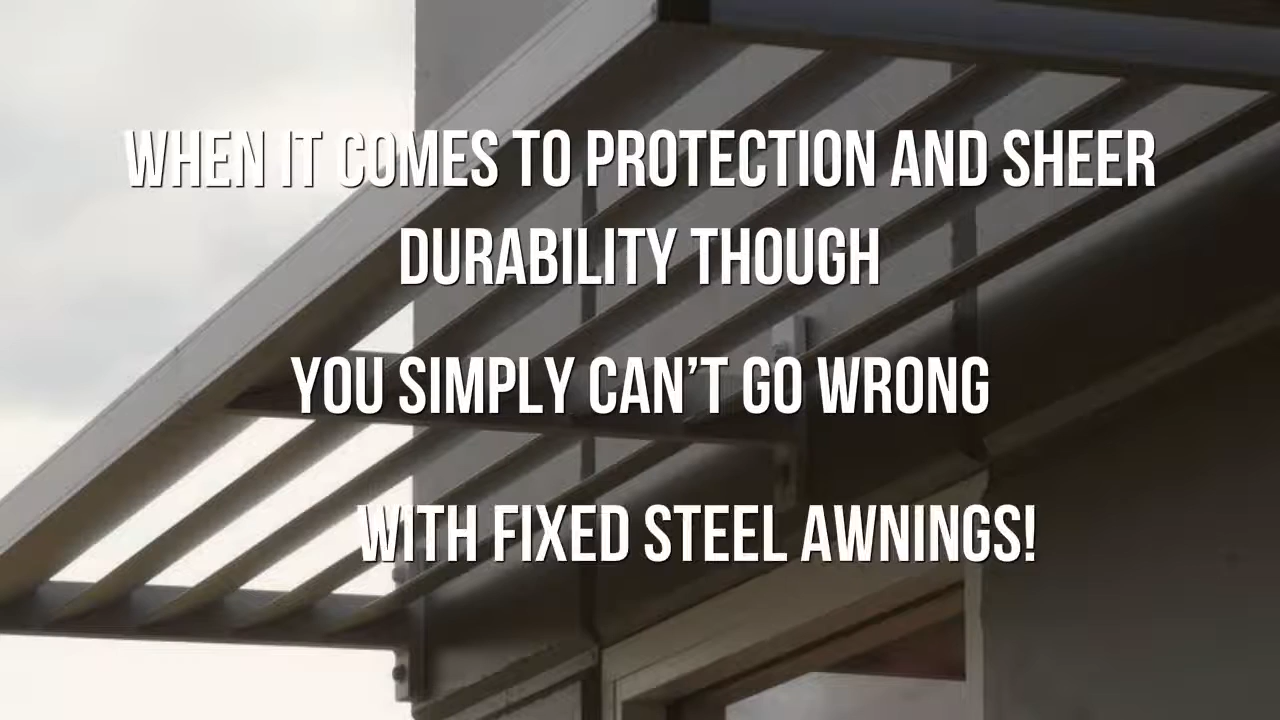 WHEN IT COMES TO PROTECTION AND SHEER
DURABILITY THOUGH
YOU SIMPLY CAN’T GO WRONG
WITH FIXED STEEL AWNINGS!